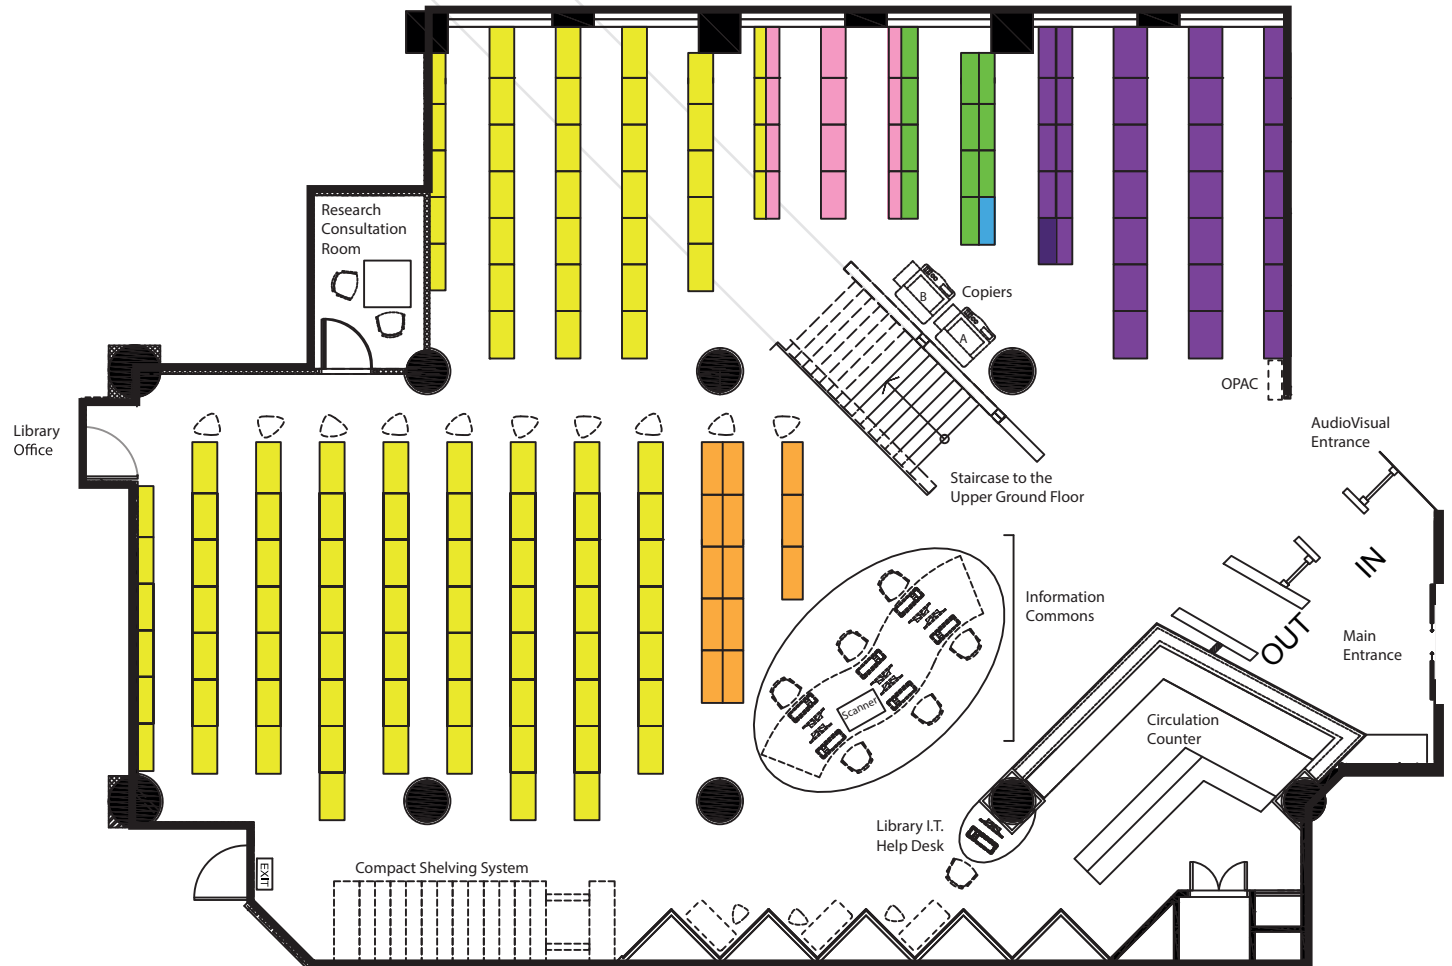 Research
Consultation
Room
B
A
Copiers
OPAC
Library
Office
AudioVisual
Entrance
Staircase to the
Upper Ground Floor
IN
OUT
Information
Commons
Main
Entrance
Scanner
Circulation
Counter
Library I.T.
Help Desk
EXIT
Compact Shelving System